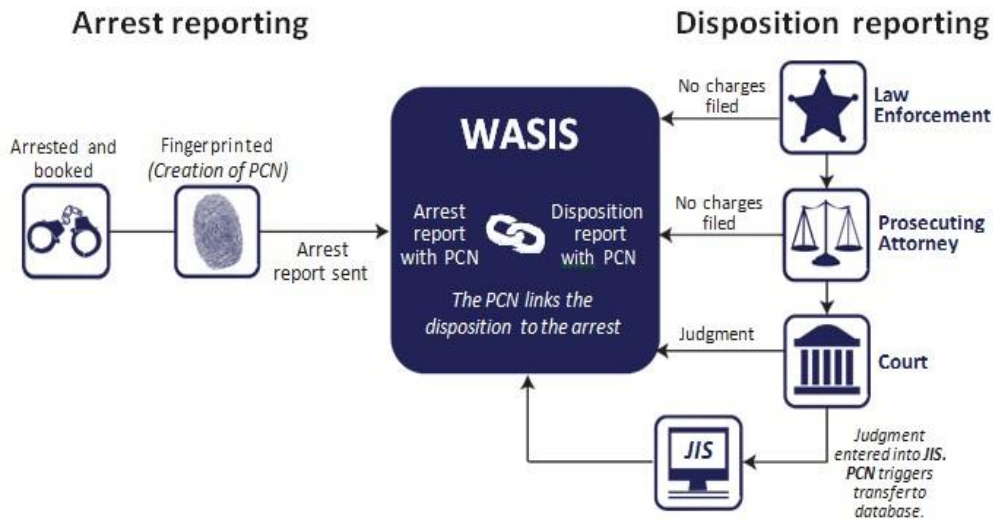 Arrest reporting
Disposition reporting
Arrested and
booked
Fingerprinted
(Creation of PCN)
Arrest
report sent
WASIS
Arrest
report
with PCN
Disposition
report
with PCN
The PCN links the
disposition to the arrest
No charges
filed
Law
Enforcement
No charges
filed
Prosecuting
Attorney
Judgment
Court
JIS
Judgment
entered into JIS.
PCN triggers
transfer to
database.